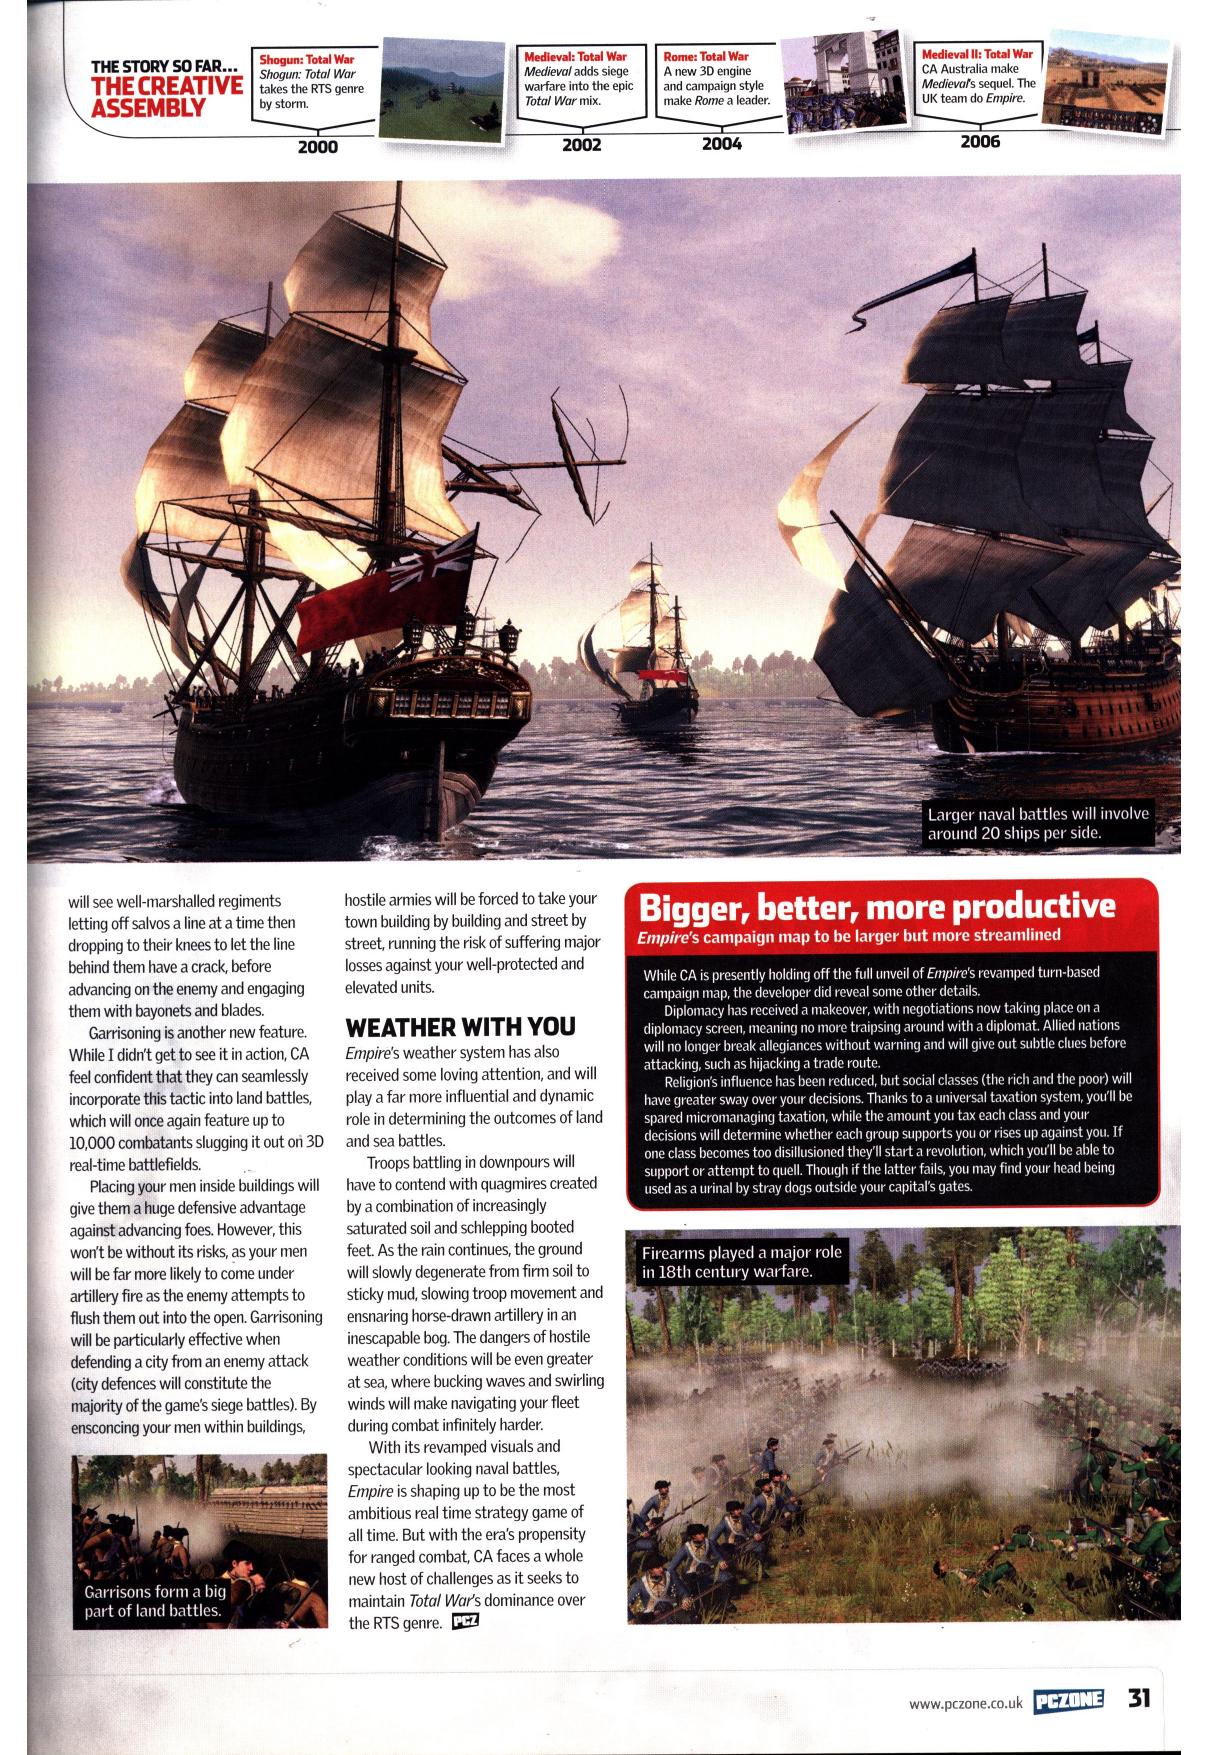 THE STORY SO FAR...
THE CREATIVE
ASSEMBLY
Shogun: Total War
Shogun: Total War
takes the RTS genre
by storm.
2000
Medieval: Total War
Medieval adds siege
warfare into the epic
Total War mix.
2002
Rome: Total War
A new 3D engine
and campaign style
make Rome a leader.
2004
Medieval II: Total War
CA Australia make
Medieval's sequel. The
UK team do Empire.
2006
Larger naval battles will involve
around 20 ships per side.
will see well-marshalled regiments
letting off salvos a line at a time then
dropping to their knees to let the line
behind them have a crack, before
advancing on the enemy and engaging
them with bayonets and blades.
Garrisoning is another new feature.
While I didn't get to see it in action, CA
feel confident that they can seamlessly
incorporate this tactic into land battles,
which will once again feature up to
10,000 combatants slugging it out on 3D
real-time battlefields.
Placing your men inside buildings will
give them a huge defensive advantage
against advancing foes. However, this
won't be without its risks, as your men
will be far more likely to come under
artillery fire as the enemy attempts to
flush them out into the open. Garrisoning
will be particularly effective when
defending a city from an enemy attack
(city defences will constitute the
majority of the game's siege battles). By
ensconcing your men within buildings,
Garrisons form a big
part of land battles.
hostile armies will be forced to take your
town building by building and street by
street, running the risk of suffering major
losses against your well-protected and
elevated units.
WEATHER WITH YOU
Empire's weather system has also
received some loving attention, and will
play a far more influential and dynamic
role in determining the outcomes of land
and sea battles.
Troops battling in downpours will
have to contend with quagmires created
by a combination of increasingly
saturated soil and schlepping booted
feet. As the rain continues, the ground
will slowly degenerate from firm soil to
sticky mud, slowing troop movement and
ensnaring horse-drawn artillery in an
inescapable bog. The dangers of hostile
weather conditions will be even greater
at sea, where bucking waves and swirling
winds will make navigating your fleet
during combat infinitely harder.
With its revamped visuals and
spectacular looking naval battles,
Empire is shaping up to be the most
ambitious real time strategy game of
all time. But with the era's propensity
for ranged combat, CA faces a whole
new host of challenges as it seeks to
maintain Total War's dominance over
the RTS genre. PCZ
Bigger, better, more productive
Empire's campaign map to be larger but more streamlined
While CA is presently holding off the full unveil of Empire's revamped turn-based
campaign map, the developer did reveal some other details.
Diplomacy has received a makeover, with negotiations now taking place on a
diplomacy screen, meaning no more traipsing around with a diplomat. Allied nations
will no longer break allegiances without warning and will give out subtle clues before
attacking, such as hijacking a trade route.
Religion's influence has been reduced, but social classes (the rich and the poor) will
have greater sway over your decisions. Thanks to a universal taxation system, you'll be
spared micromanaging taxation, while the amount you tax each class and your
decisions will determine whether each group supports you or rises up against you. If
one class becomes too disillusioned they'll start a revolution, which you'll be able to
support or attempt to quell. Though if the latter fails, you may find your head being
used as a urinal by stray dogs outside your capital's gates.
Firearms played a major role
in 18th century warfare.
www.pczone.co.uk PCZONE 31